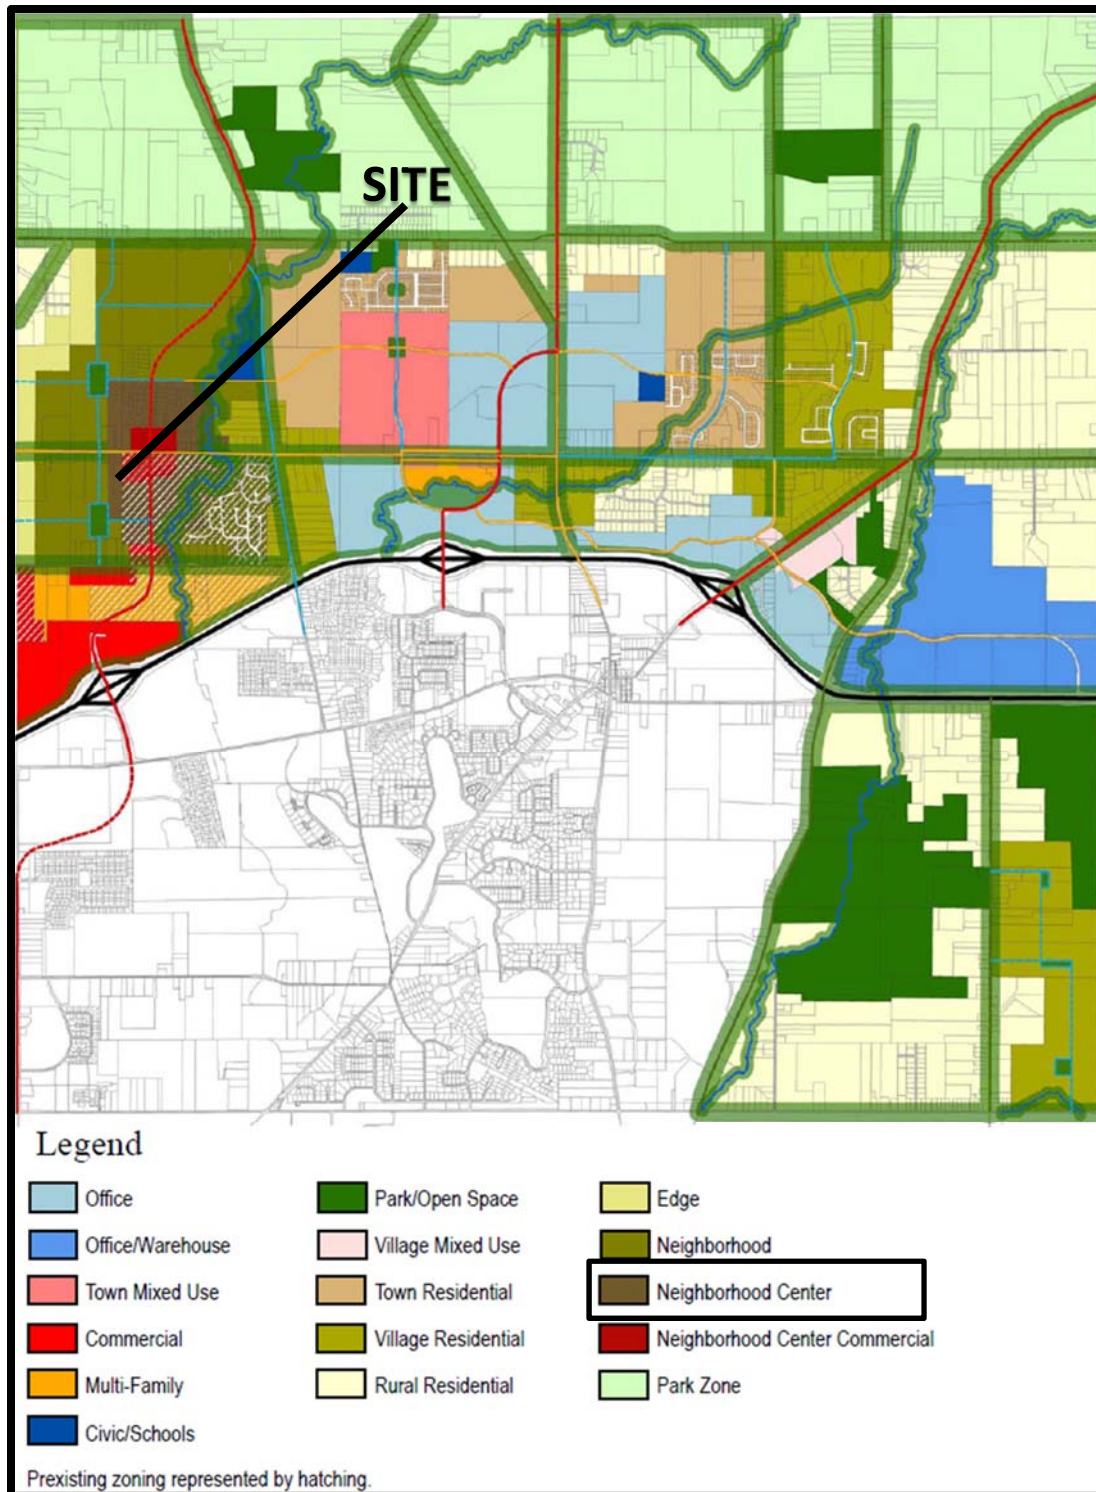 SITE
Legend
Office
Park/Open Space
Edge
Office/Warehouse
Village Mixed Use
Neighborhood
Town Mixed Use
Town Residential
Neighborhood Center
Commercial
Village Residential
Neighborhood Center Commercial
Multi-Family
Rural Residential
Park Zone
Civic/Schools
Prexisting zoning represented by hatching.